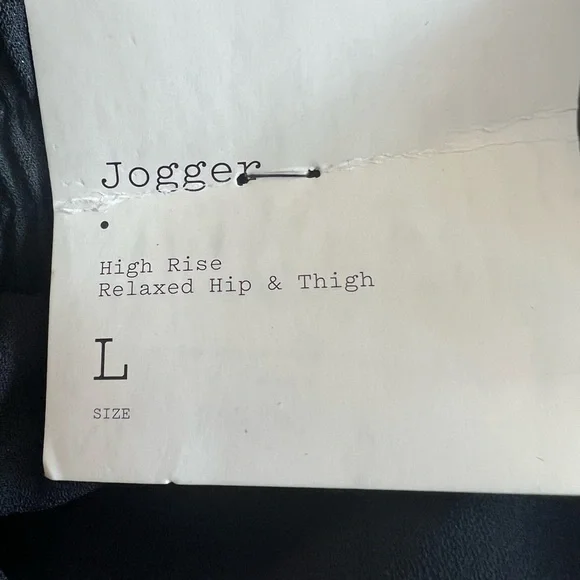 Jogger
High Rise
Relaxed Hip & Thigh
L
SIZE